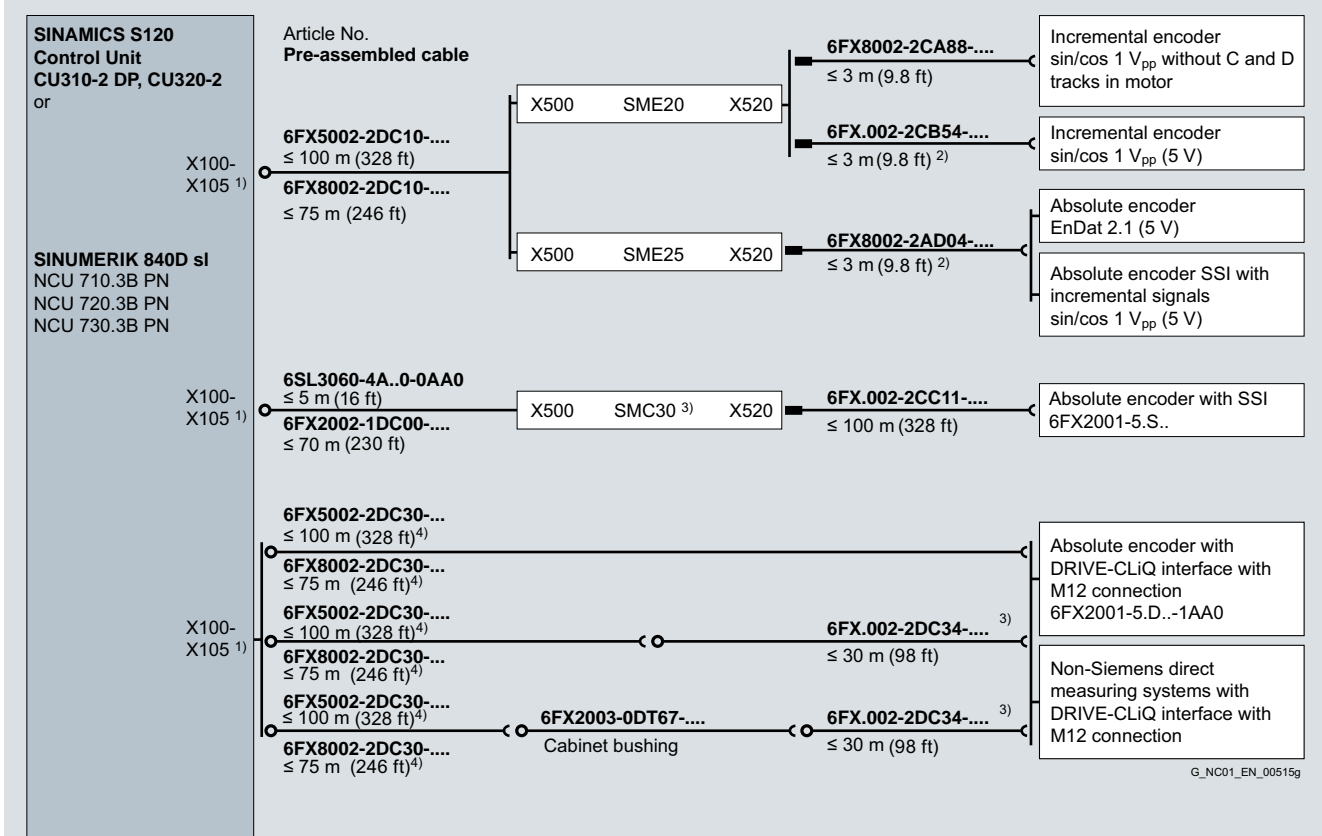 SINAMICS S120
Control Unit
CU310-2 DP, CU320-2
or
X100-
X105 1)
SINUMERIK 840D sl
NCU 710.3B PN
NCU 720.3B PN
NCU 730.3B PN
Article No.
Pre-assembled cable
6FX5002-2DC10-....
≤ 100 m (328 ft)
6FX8002-2DC10-....
≤ 75 m (246 ft)
X500 SME20 X520
6FX8002-2CA88-....
≤ 3 m (9.8 ft)
Incremental encoder
sin/cos 1 Vpp without C and D
tracks in motor
6FX.002-2CB54-....
≤ 3 m (9.8 ft) 2)
Incremental encoder
sin/cos 1 Vpp (5 V)
X500 SME25 X520
6FX8002-2AD04-....
≤ 3 m (9.8 ft) 2)
Absolute encoder
EnDat 2.1 (5 V)
Absolute encoder SSI with
incremental signals
sin/cos 1 Vpp (5 V)
X100-
X105 1)
6SL3060-4A..0-0AA0
≤ 5 m (16 ft)
6FX2002-1DC00-....
≤ 70 m (230 ft)
X500 SMC30 3) X520
6FX.002-2CC11-....
≤ 100 m (328 ft)
Absolute encoder with SSI
6FX2001-5.S..
X100-
X105 1)
6FX5002-2DC30-...
≤ 100 m (328 ft)4)
6FX8002-2DC30-...
≤ 75 m (246 ft)4)
6FX5002-2DC30-...
≤ 100 m (328 ft)4)
6FX8002-2DC30-...
≤ 75 m (246 ft)4)
6FX.002-2DC34-.... 3)
≤ 30 m (98 ft)
6FX5002-2DC30-....
≤ 100 m (328 ft)4)
6FX8002-2DC30-....
≤ 75 m (246 ft)4)
6FX2003-0DT67-....
Cabinet bushing
6FX.002-2DC34-.... 3)
≤ 30 m (98 ft)
Absolute encoder with
DRIVE-CLiQ interface with
M12 connection
6FX2001-5.D..-1AA0
Non-Siemens direct
measuring systems with
DRIVE-CLiQ interface with
M12 connection
G_NC01_EN_00515g